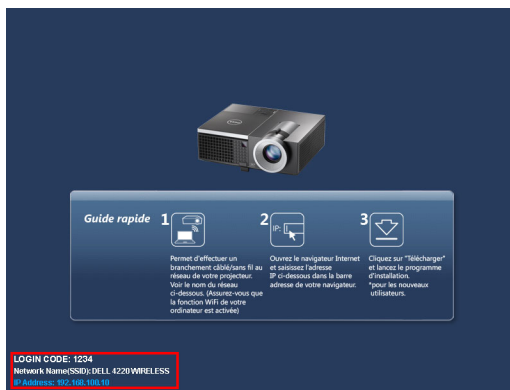 DELL
Guide rapide
1
2
3
IP:
Permet d'effectuer un
branchement câblé/sans fil au
réseau de votre projecteur.
Voir le nom du réseau
ci-dessous. (Assurez-vous que
la fonction WiFi de votre
ordinateur est activée)
Ouvrez le navigateur Internet
et saisissez l'adresse
IP ci-dessous dans la barre
adresse de votre navigateur.
Cliquez sur "Télécharger"
et lancez le programme
d'installation.
*pour les nouveaux
utilisateurs.
LOGIN CODE: 1234
Network Name(SSID): DELL 4220 WIRELESS
IP Address: 192.168.100.10